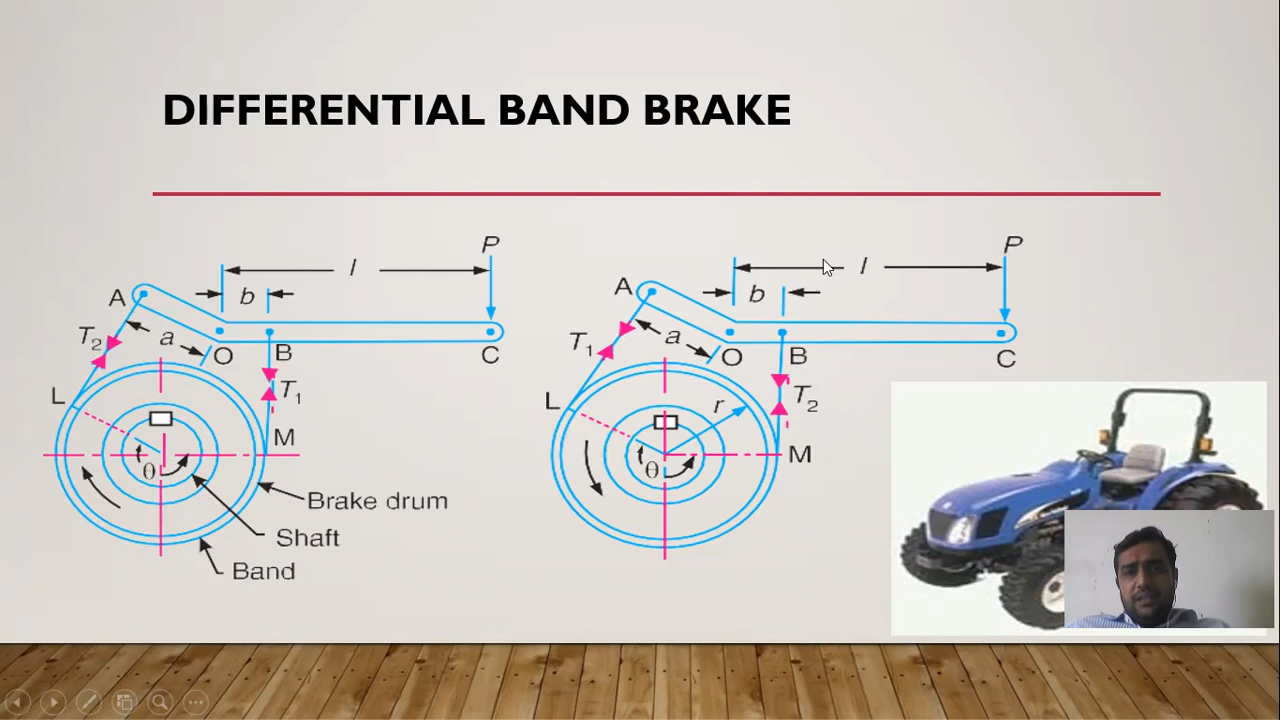 DIFFERENTIAL BAND BRAKE
P
l
b
A
T2
a
O
B
C
T1
L
M
θ
Brake drum
Shaft
Band
P
l
b
A
T1
a
O
B
C
T2
L
r
M
θ